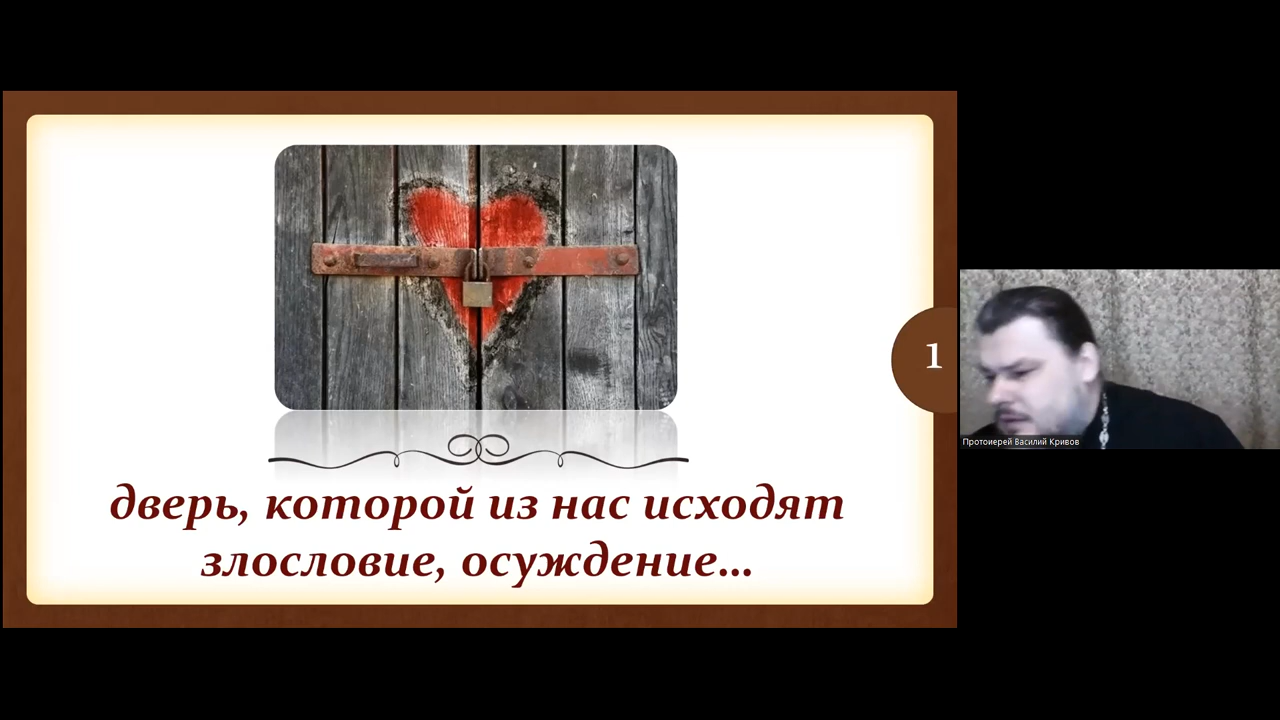 1
дверь, которой из нас исходят
злословие, осуждение...
Протоиерей Василий Кривов